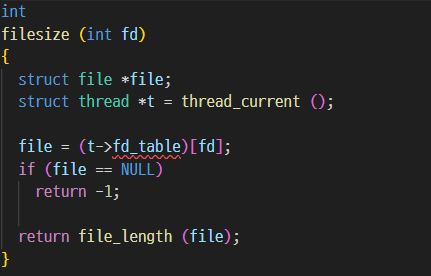 int
filesize (int fd)
{
  struct file *file;
  struct thread *t = thread_current ();

  file = (t->fd_table)[fd];
  if (file == NULL)
    return -1;

  return file_length (file);
}